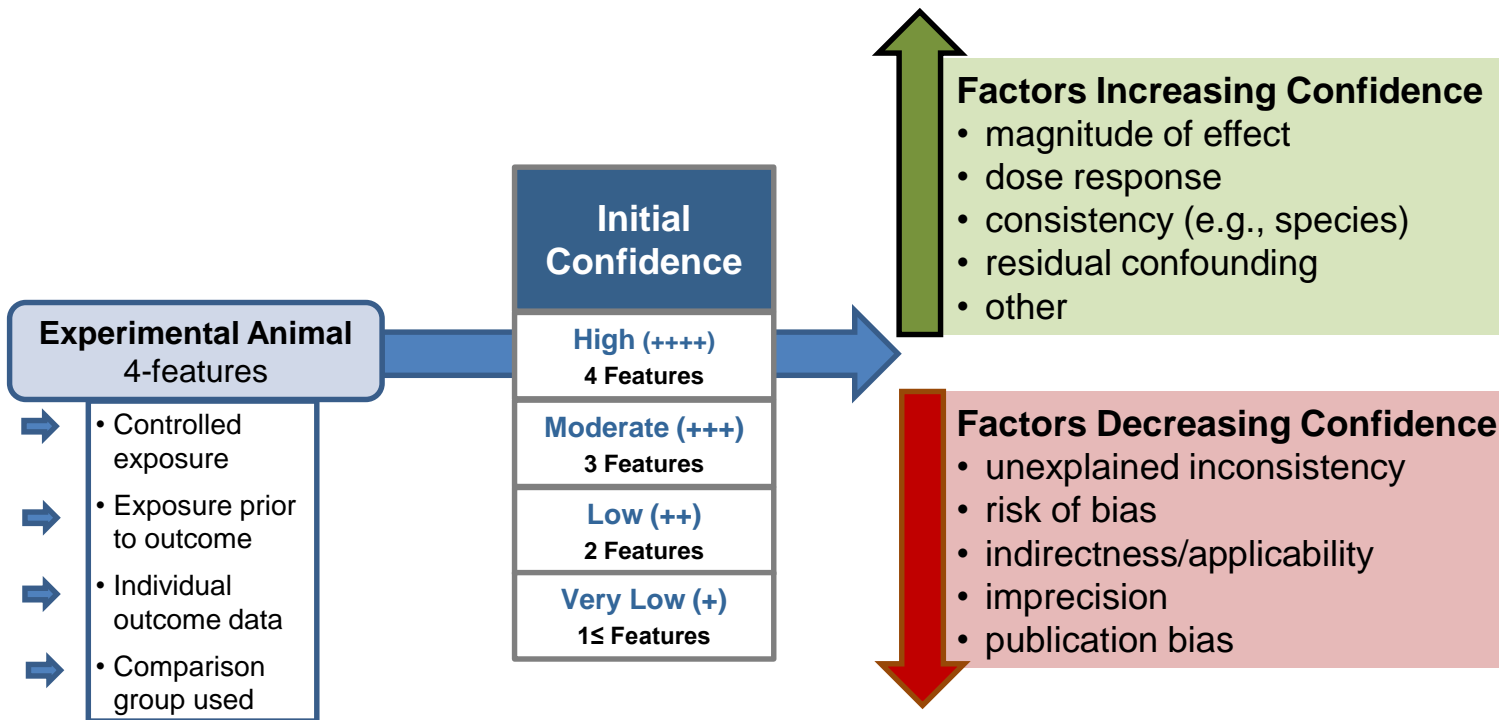 Experimental Animal
4-features
• Controlled
exposure
• Exposure prior
to outcome
• Individual
outcome data
• Comparison
group used
Initial
Confidence
High (++++)
4 Features
Moderate (+++)
3 Features
Low (++)
2 Features
Very Low (+)
1≤ Features
Factors Increasing Confidence
• magnitude of effect
• dose response
• consistency (e.g., species)
• residual confounding
• other
Factors Decreasing Confidence
• unexplained inconsistency
• risk of bias
• indirectness/applicability
• imprecision
• publication bias